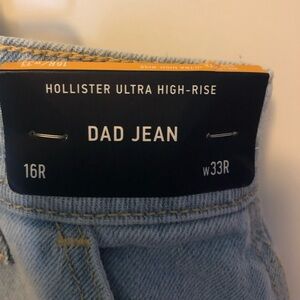 HOLLISTER ULTRA HIGH-RISE
DAD JEAN
16R W33R